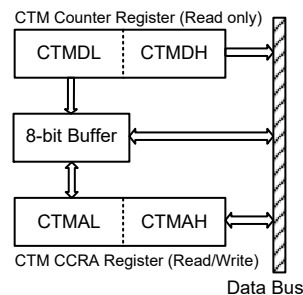 CTM Counter Register (Read only)
CTMDL CTMDH
8-bit Buffer
CTMAL CTMAH
CTM CCRA Register (Read/Write)
Data Bus